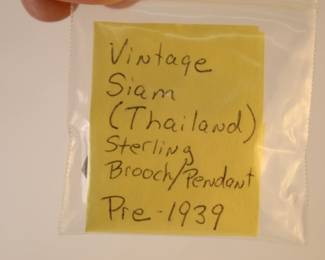 Vintage
Siam
(Thailand)
Sterling
Brooch/Pendant
Pre-1939